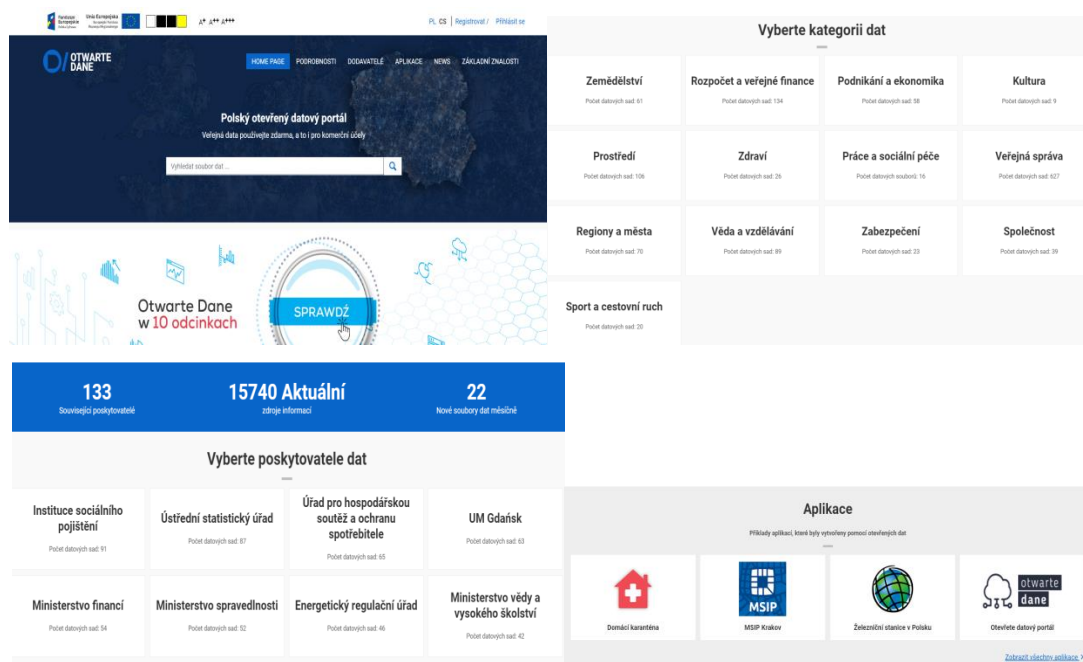 Fundusze Europejskie
Unia Europejska
A+ A++ A+++
PL CS | Registrovat / Přihlásit se
OTWARTE DANE
HOME PAGE PODROBNOSTI DODAVATELÉ APLIKACE NEWS ZÁKLADNÍ ZNALOSTI
Polský otevřený datový portál
Veřejná data používejte zdarma, a to i pro komerční účely
Vyhledat soubor dat ...
Otwarte Dane
w 10 odcinkach
SPRAWDŹ
Vyberte kategorii dat
Zemědělství
Počet datových sad: 61
Rozpočet a veřejné finance
Počet datových sad: 134
Podnikání a ekonomika
Počet datových sad: 58
Kultura
Počet datových sad: 9
Prostředí
Počet datových sad: 106
Zdraví
Počet datových sad: 26
Práce a sociální péče
Počet datových souborů: 16
Veřejná správa
Počet datových sad: 627
Regiony a města
Počet datových sad: 70
Věda a vzdělávání
Počet datových sad: 89
Zabezpečení
Počet datových sad: 23
Společnost
Počet datových sad: 39
Sport a cestovní ruch
Počet datových sad: 20
133
Související poskytovatelé
15740 Aktuální
zdroje informací
22
Nové soubory dat měsíčně
Vyberte poskytovatele dat
Instituce sociálního
pojištění
Počet datových sad: 91
Ústřední statistický úřad
Počet datových sad: 87
Úřad pro hospodářskou
soutěž a ochranu
spotřebitele
Počet datových sad: 65
UM Gdaňsk
Počet datových sad: 63
Ministerstvo financí
Počet datových sad: 54
Ministerstvo spravedlnosti
Počet datových sad: 52
Energetický regulační úřad
Počet datových sad: 46
Ministerstvo vědy a
vysokého školství
Počet datových sad: 42
Aplikace
Příklady aplikací, které byly vytvořeny pomocí otevřených dat
Domácí karanténa
MSIP
MSIP Krakov
Železniční stanice v Polsku
otwarte
dane
Otevřete datový portál
Zobrazit všechny aplikace